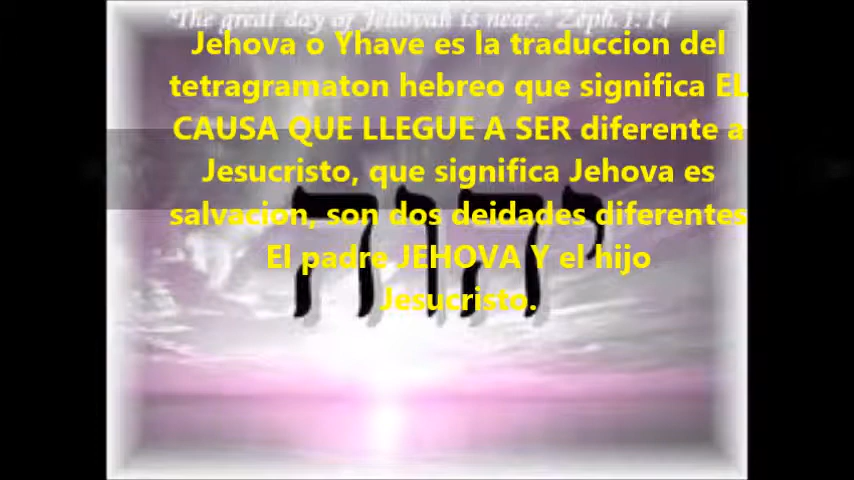 "The great day of Jehovah is near." Zeph. 1:14
Jehova o Yhave es la traduccion del
tetragramaton hebreo que significa EL
CAUSA QUE LLEGUE A SER diferente a
Jesucristo, que significa Jehova es
salvacion, son dos deidades diferentes
El padre JEHOVA Y el hijo
Jesucristo.
יהוה